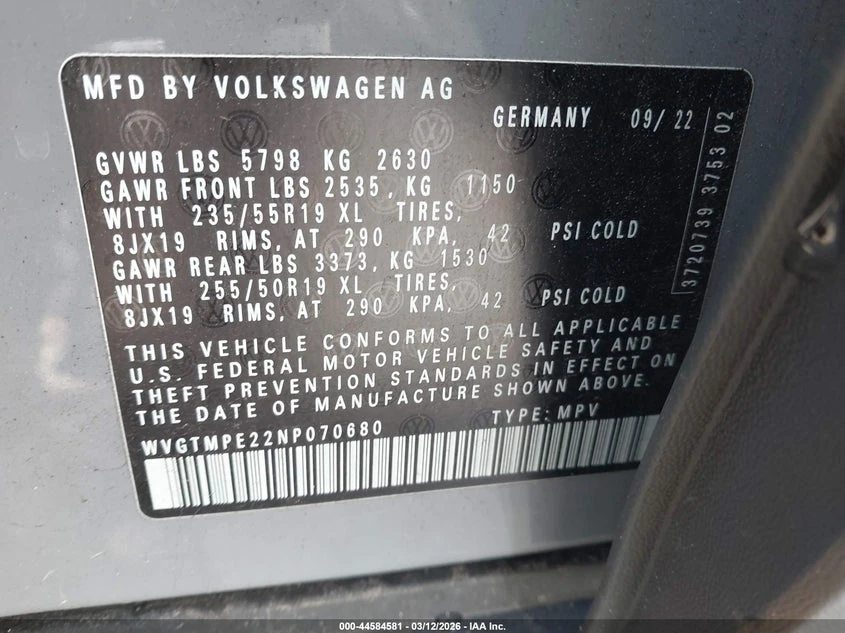 MFD BY VOLKSWAGEN AG
GERMANY 09/ 22
GVWR LBS 5798 KG 2630
GAWR FRONT LBS 2535, KG 1150
WITH 235/55R19 XL TIRES,
8JX19 RIMS, AT 290 KPA, 42 PSI COLD
GAWR REAR LBS 3373, KG 1530
WITH 255/50R19 XL TIRES,
8JX19 RIMS, AT 290 KPA, 42 PSI COLD
THIS VEHICLE CONFORMS TO ALL APPLICABLE
U.S. FEDERAL MOTOR VEHICLE SAFETY AND
THEFT PREVENTION STANDARDS IN EFFECT ON
THE DATE OF MANUFACTURE SHOWN ABOVE.
WVGTMPE22NP070680 TYPE: MPV
3720739 3753 02
000-44584581 - 03/12/2026 - IAA Inc.